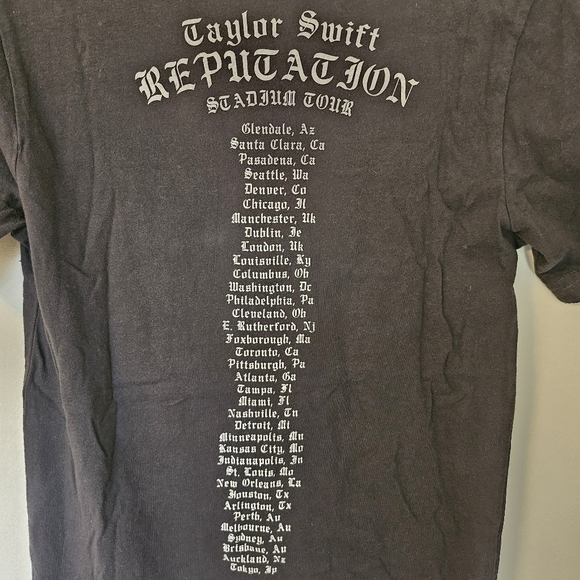 Taylor Swift
REPUTATION
STADIUM TOUR
Glendale, Az
Santa Clara, Ca
Pasadena, Ca
Seattle, Wa
Denver, Co
Chicago, Il
Manchester, Uk
Dublin, Ie
London, Uk
Louisville, Ky
Columbus, Oh
Washington, Dc
Philadelphia, Pa
Cleveland, Oh
E. Rutherford, Nj
Foxborough, Ma
Toronto, Ca
Pittsburgh, Pa
Atlanta, Ga
Tampa, Fl
Miami, Fl
Nashville, Tn
Detroit, Mi
Minneapolis, Mn
Kansas City, Mo
Indianapolis, In
St. Louis, Mo
New Orleans, La
Houston, Tx
Arlington, Tx
Perth, Au
Melbourne, Au
Sydney, Au
Brisbane, Au
Auckland, Nz
Tokyo, Jp